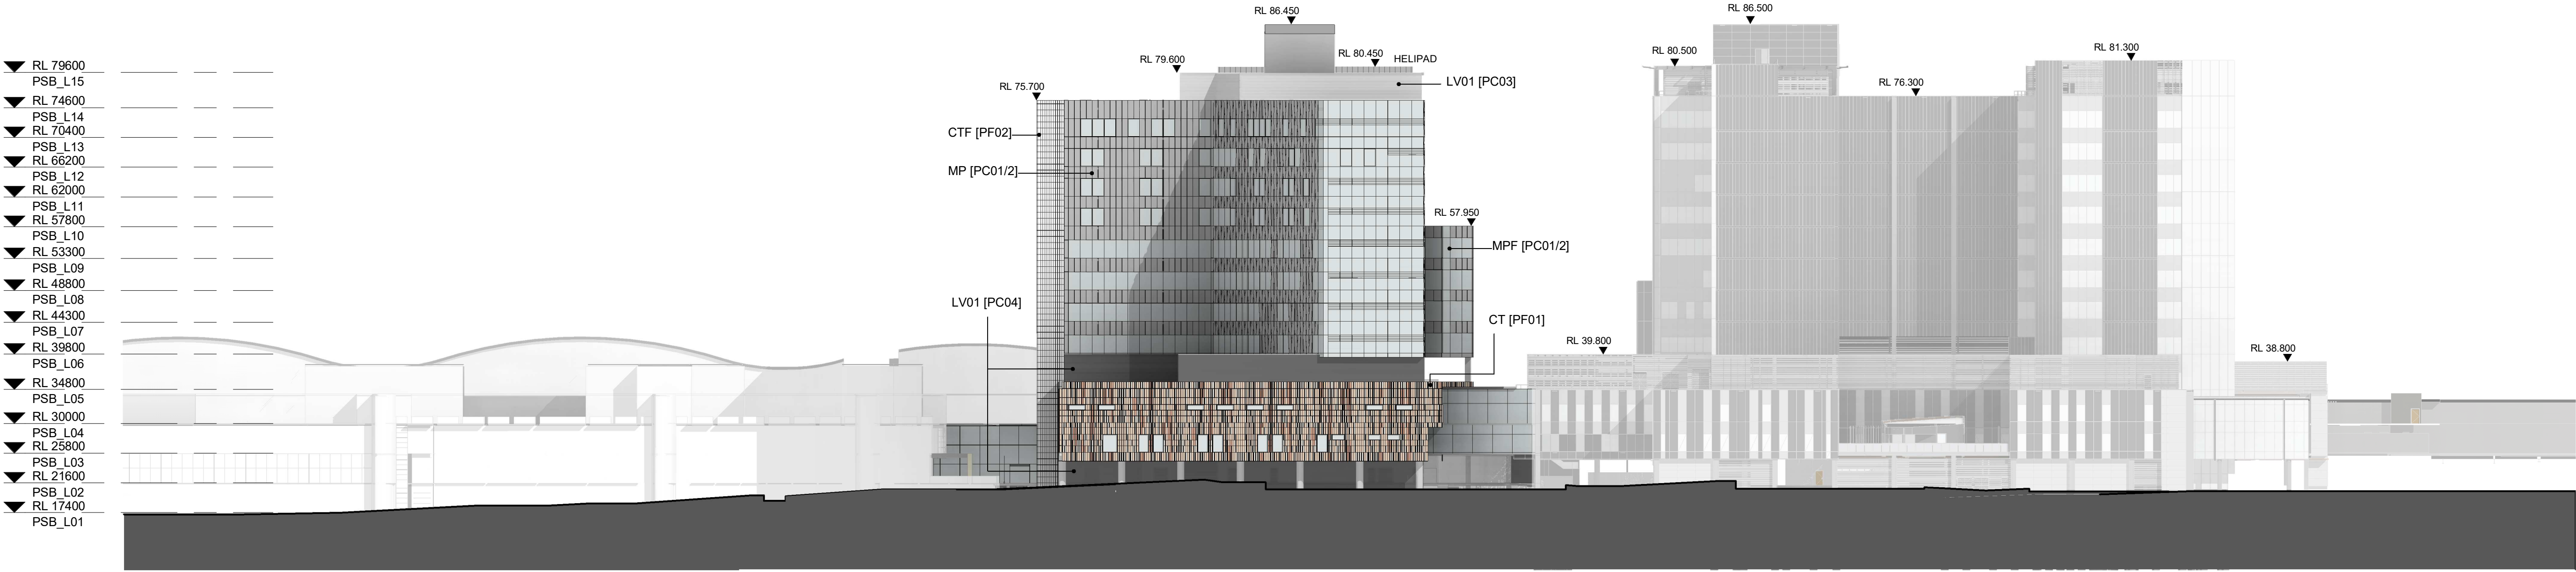 RL 79600
PSB_L15
RL 74600
PSB_L14
RL 70400
PSB_L13
RL 66200
PSB_L12
RL 62000
PSB_L11
RL 57800
PSB_L10
RL 53300
PSB_L09
RL 48800
PSB_L08
RL 44300
PSB_L07
RL 39800
PSB_L06
RL 34800
PSB_L05
RL 30000
PSB_L04
RL 25800
PSB_L03
RL 21600
PSB_L02
RL 17400
PSB_L01
RL 86.450
RL 79.600
RL 80.450
HELIPAD
RL 75.700
LV01 [PC03]
CTF [PF02]
MP [PC01/2]
RL 57.950
MPF [PC01/2]
LV01 [PC04]
CT [PF01]
RL 86.500
RL 80.500
RL 81.300
RL 76.300
RL 39.800
RL 38.800